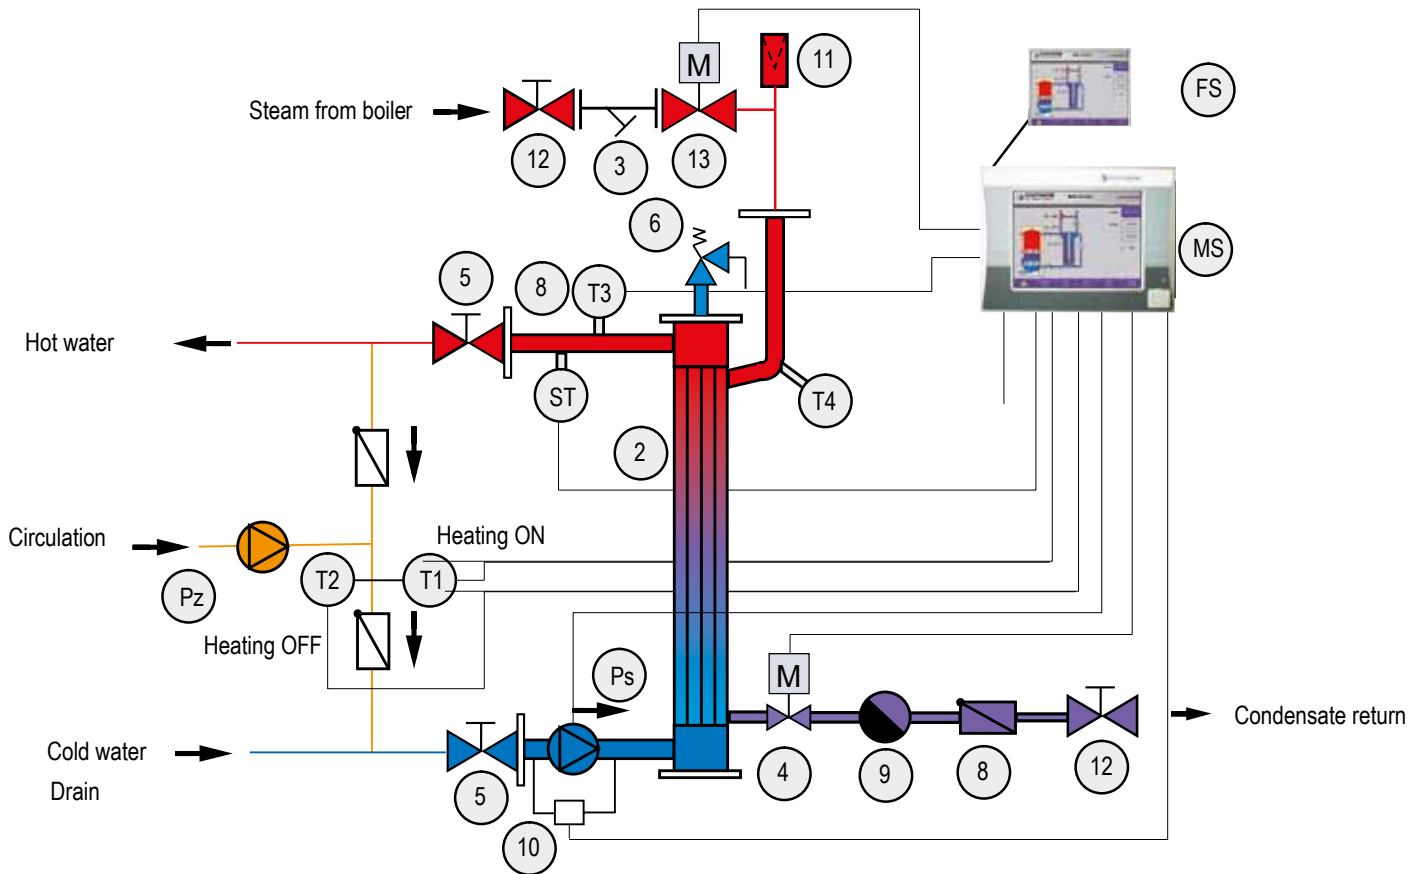 M
11
FS
Steam from boiler
12
3
13
6
MS
5
8
T3
Hot water
ST
T4
2
Circulation
Heating ON
T2
T1
Pz
Heating OFF
Ps
M
Cold water
Condensate return
Drain
5
4
9
8
12
10